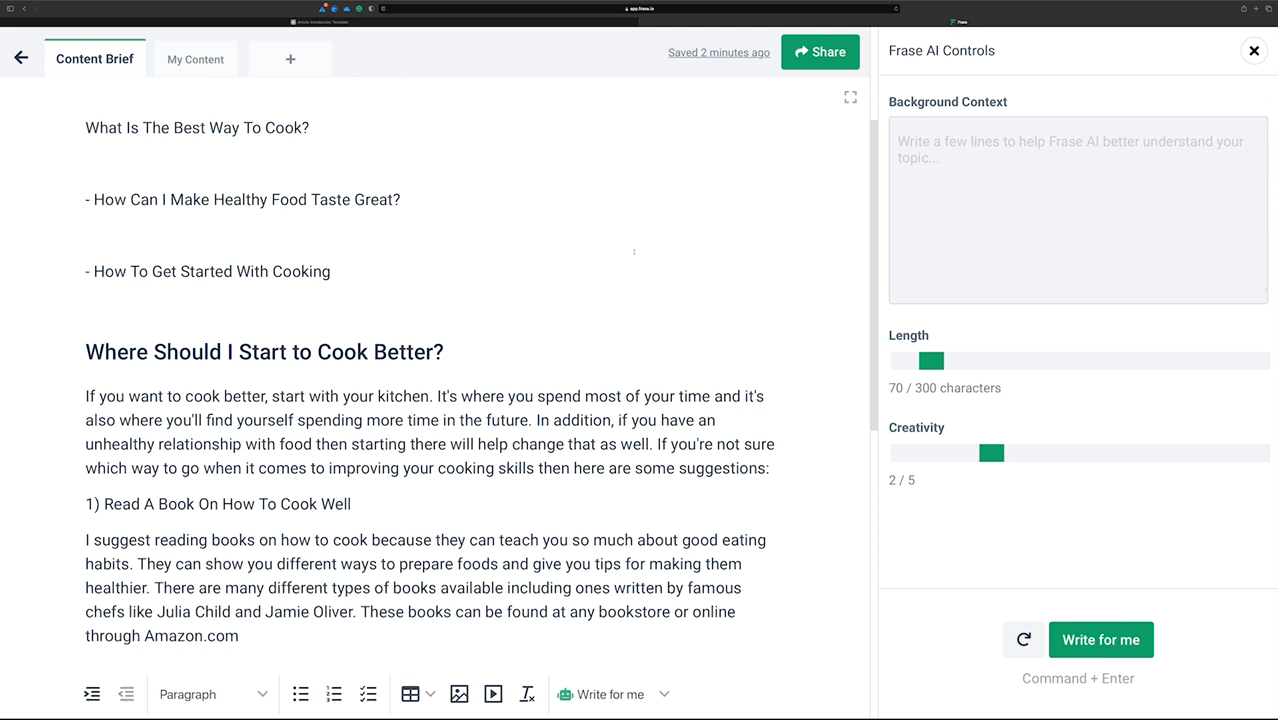 app.frase.io
Article Introduction Template
Frase
Content Brief
My Content
+
Saved 2 minutes ago
Share
Frase AI Controls
Background Context
Write a few lines to help Frase AI better understand your
topic...
What Is The Best Way To Cook?
- How Can I Make Healthy Food Taste Great?
- How To Get Started With Cooking
Where Should I Start to Cook Better?
If you want to cook better, start with your kitchen. It's where you spend most of your time and it's
also where you'll find yourself spending more time in the future. In addition, if you have an
unhealthy relationship with food then starting there will help change that as well. If you're not sure
which way to go when it comes to improving your cooking skills then here are some suggestions:
1) Read A Book On How To Cook Well
I suggest reading books on how to cook because they can teach you so much about good eating
habits. They can show you different ways to prepare foods and give you tips for making them
healthier. There are many different types of books available including ones written by famous
chefs like Julia Child and Jamie Oliver. These books can be found at any bookstore or online
through Amazon.com
Length
70 / 300 characters
Creativity
2 / 5
Write for me
Command + Enter
Paragraph
Write for me